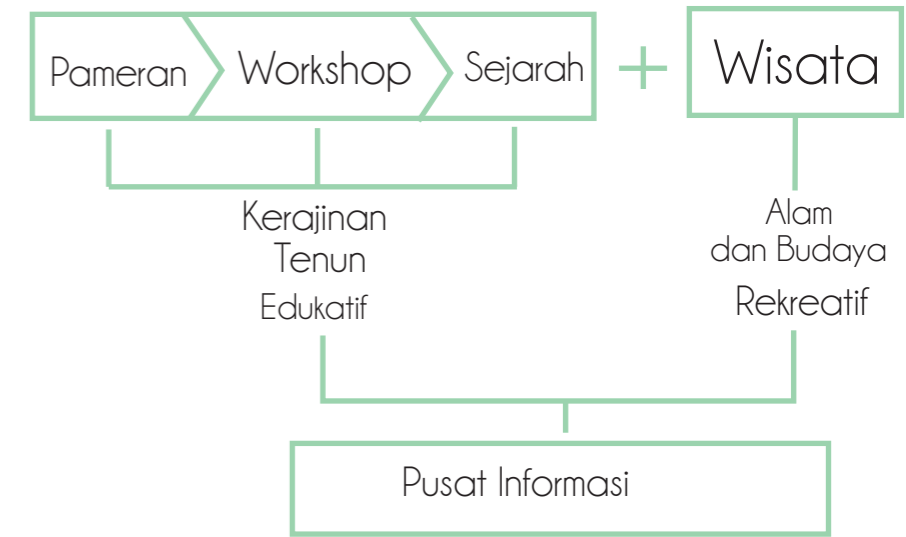 Pameran Workshop Sejarah + Wisata
Kerajinan
Tenun
Edukatif
Alam
dan Budaya
Rekreatif
Pusat Informasi